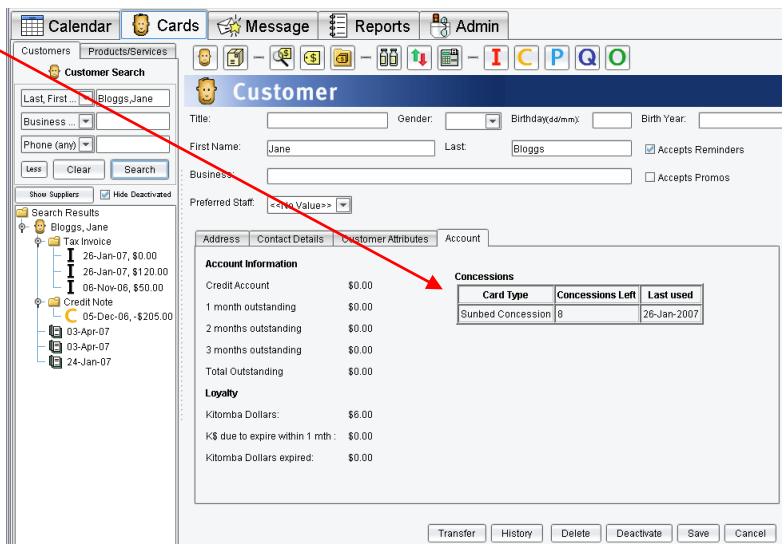 Calendar Cards Message Reports Admin
Customers Products/Services
Customer Search
Last, First ... Bloggs,Jane
Business ...
Phone (any)
Less Clear Search
Show Suppliers Hide Deactivated
Search Results
Bloggs, Jane
Tax Invoice
I 26-Jan-07, $0.00
I 26-Jan-07, $120.00
I 06-Nov-06, $50.00
Credit Note
C 05-Dec-06, -$205.00
03-Apr-07
03-Apr-07
24-Jan-07
I C P Q O
Customer
Title: Gender: Birthday(dd/mm): Birth Year:
First Name: Jane Last: Bloggs Accepts Reminders
Business: Accepts Promos
Preferred Staff: <<No Value>>
Address Contact Details Customer Attributes Account
Account Information
Credit Account $0.00
1 month outstanding $0.00
2 months outstanding $0.00
3 months outstanding $0.00
Total Outstanding $0.00
Loyalty
Kitomba Dollars: $6.00
K$ due to expire within 1 mth : $0.00
Kitomba Dollars expired: $0.00
Concessions
Card Type Concessions Left Last used
Sunbed Concession 8 26-Jan-2007
Transfer History Delete Deactivate Save Cancel